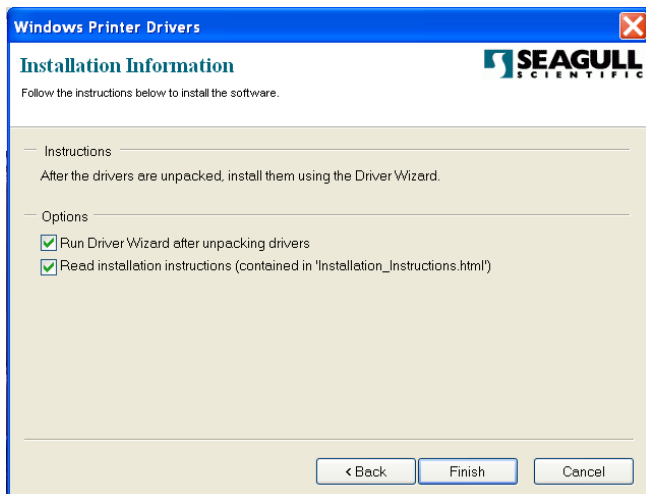 Windows Printer Drivers
Installation Information
SEAGULL
SCIENTIFIC
Follow the instructions below to install the software.
Instructions
After the drivers are unpacked, install them using the Driver Wizard.
Options
Run Driver Wizard after unpacking drivers
Read installation instructions (contained in 'Installation_Instructions.html')
< Back
Finish
Cancel